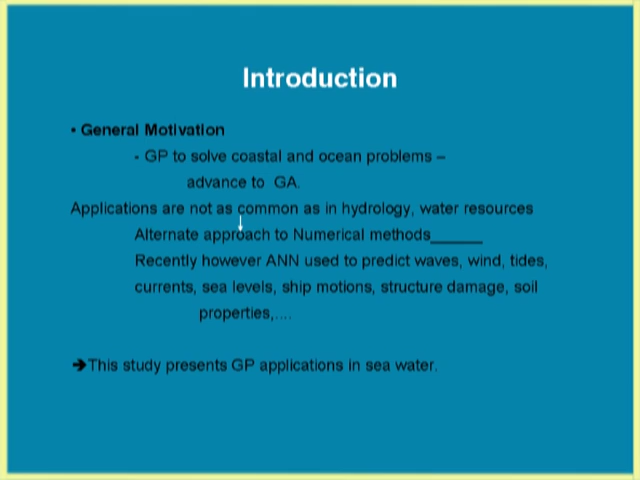 Introduction
• General Motivation
- GP to solve coastal and ocean problems –
advance to GA.
Applications are not as common as in hydrology, water resources
Alternate approach to Numerical methods______
Recently however ANN used to predict waves, wind, tides,
currents, sea levels, ship motions, structure damage, soil
properties,....
➔This study presents GP applications in sea water.